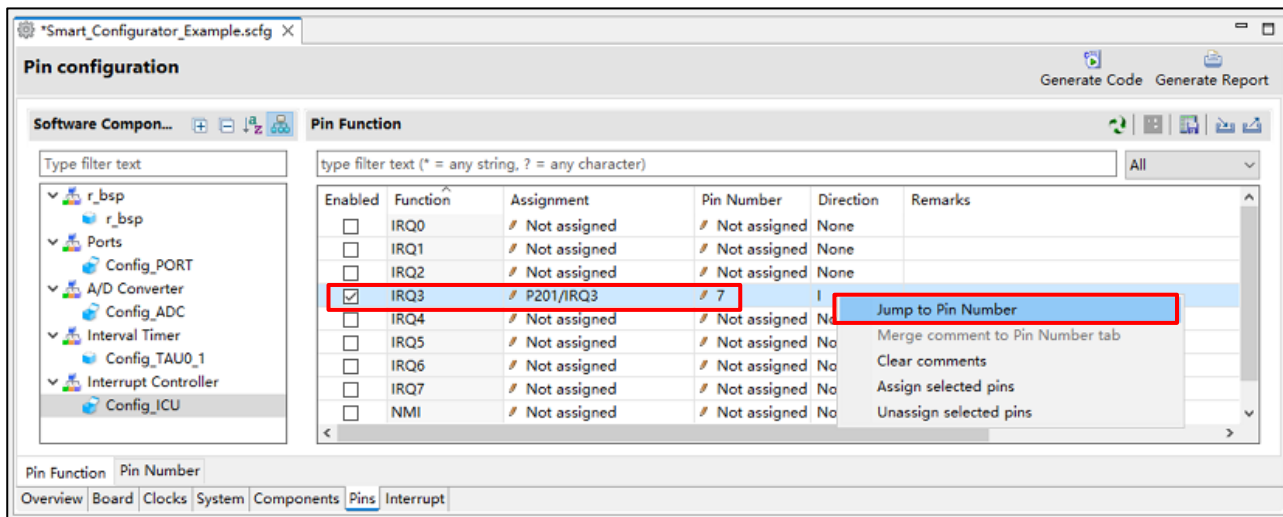 *Smart_Configurator_Example.scfg
Pin configuration
Generate Code Generate Report
Software Compon...
Pin Function
Type filter text
type filter text (* = any string, ? = any character)
All
r_bsp
r_bsp
Ports
Config_PORT
A/D Converter
Config_ADC
Interval Timer
Config_TAU0_1
Interrupt Controller
Config_ICU
Enabled Function Assignment Pin Number Direction Remarks
IRQ0 Not assigned Not assigned None
IRQ1 Not assigned Not assigned None
IRQ2 Not assigned Not assigned None
IRQ3 P201/IRQ3 7 I
IRQ4 Not assigned Not assigned No
IRQ5 Not assigned Not assigned No
IRQ6 Not assigned Not assigned No
IRQ7 Not assigned Not assigned No
NMI Not assigned Not assigned No
Jump to Pin Number
Merge comment to Pin Number tab
Clear comments
Assign selected pins
Unassign selected pins
Pin Function Pin Number
Overview Board Clocks System Components Pins Interrupt